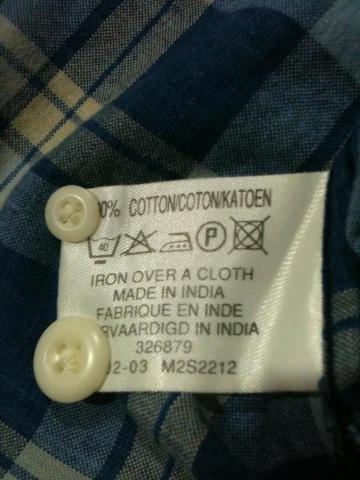 0% COTTON/COTON/KATOEN
40 P
IRON OVER A CLOTH
MADE IN INDIA
FABRIQUE EN INDE
RVAARDIGD IN INDIA
326879
02-03 M2S2212